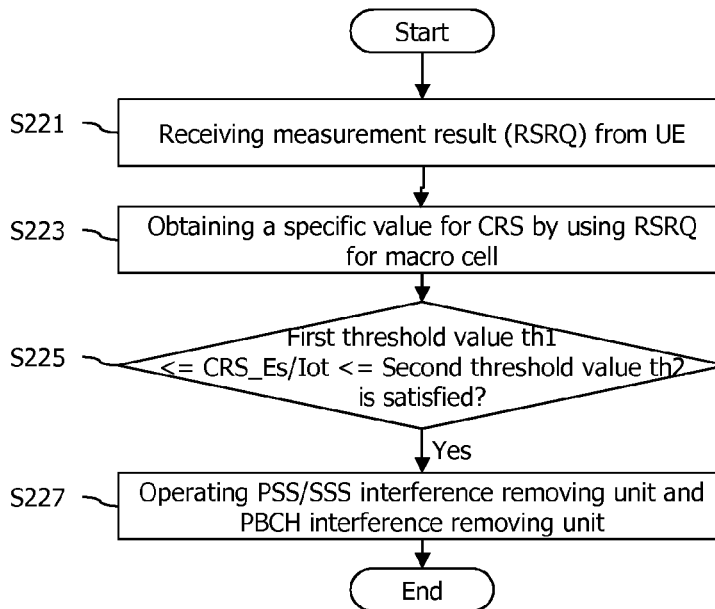 Start
S221
Receiving measurement result (RSRQ) from UE
S223
Obtaining a specific value for CRS by using RSRQ
for macro cell
S225
First threshold value th1
<= CRS_Es/Iot <= Second threshold value th2
is satisfied?
Yes
S227
Operating PSS/SSS interference removing unit and
PBCH interference removing unit
End